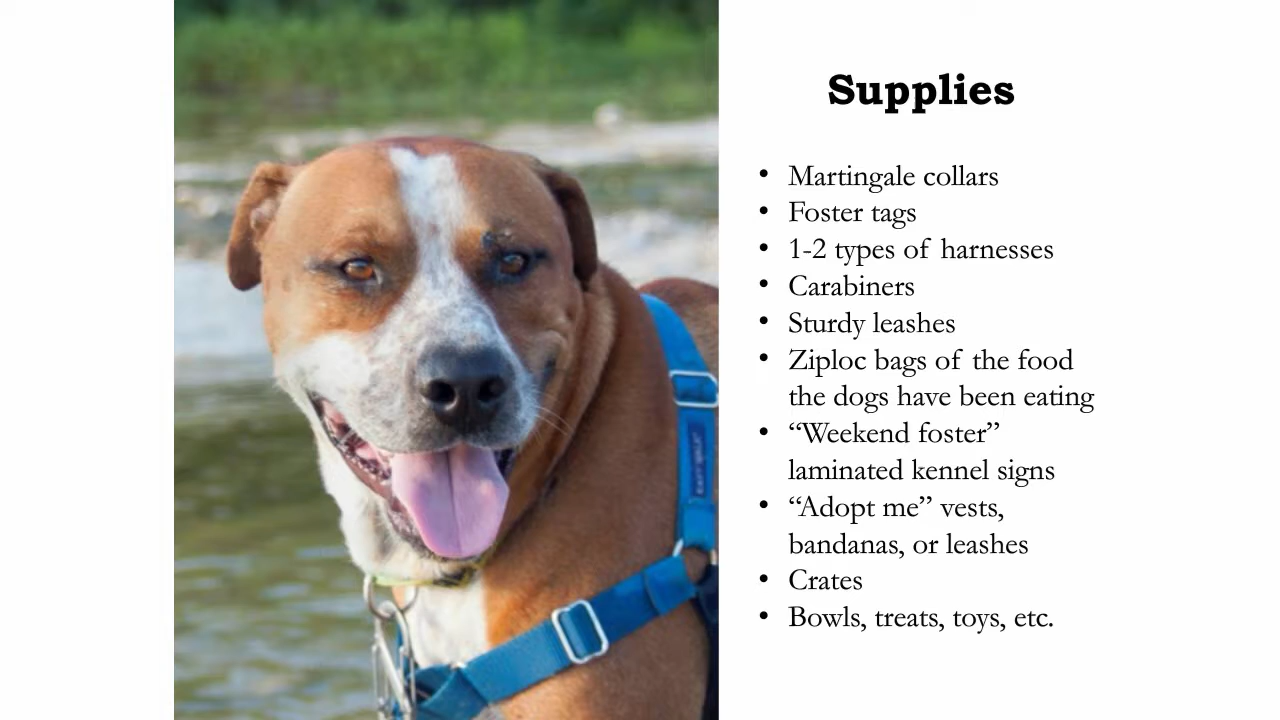 Supplies
• Martingale collars
• Foster tags
• 1-2 types of harnesses
• Carabiners
• Sturdy leashes
• Ziploc bags of the food
the dogs have been eating
• “Weekend foster”
laminated kennel signs
• “Adopt me” vests,
bandanas, or leashes
• Crates
• Bowls, treats, toys, etc.